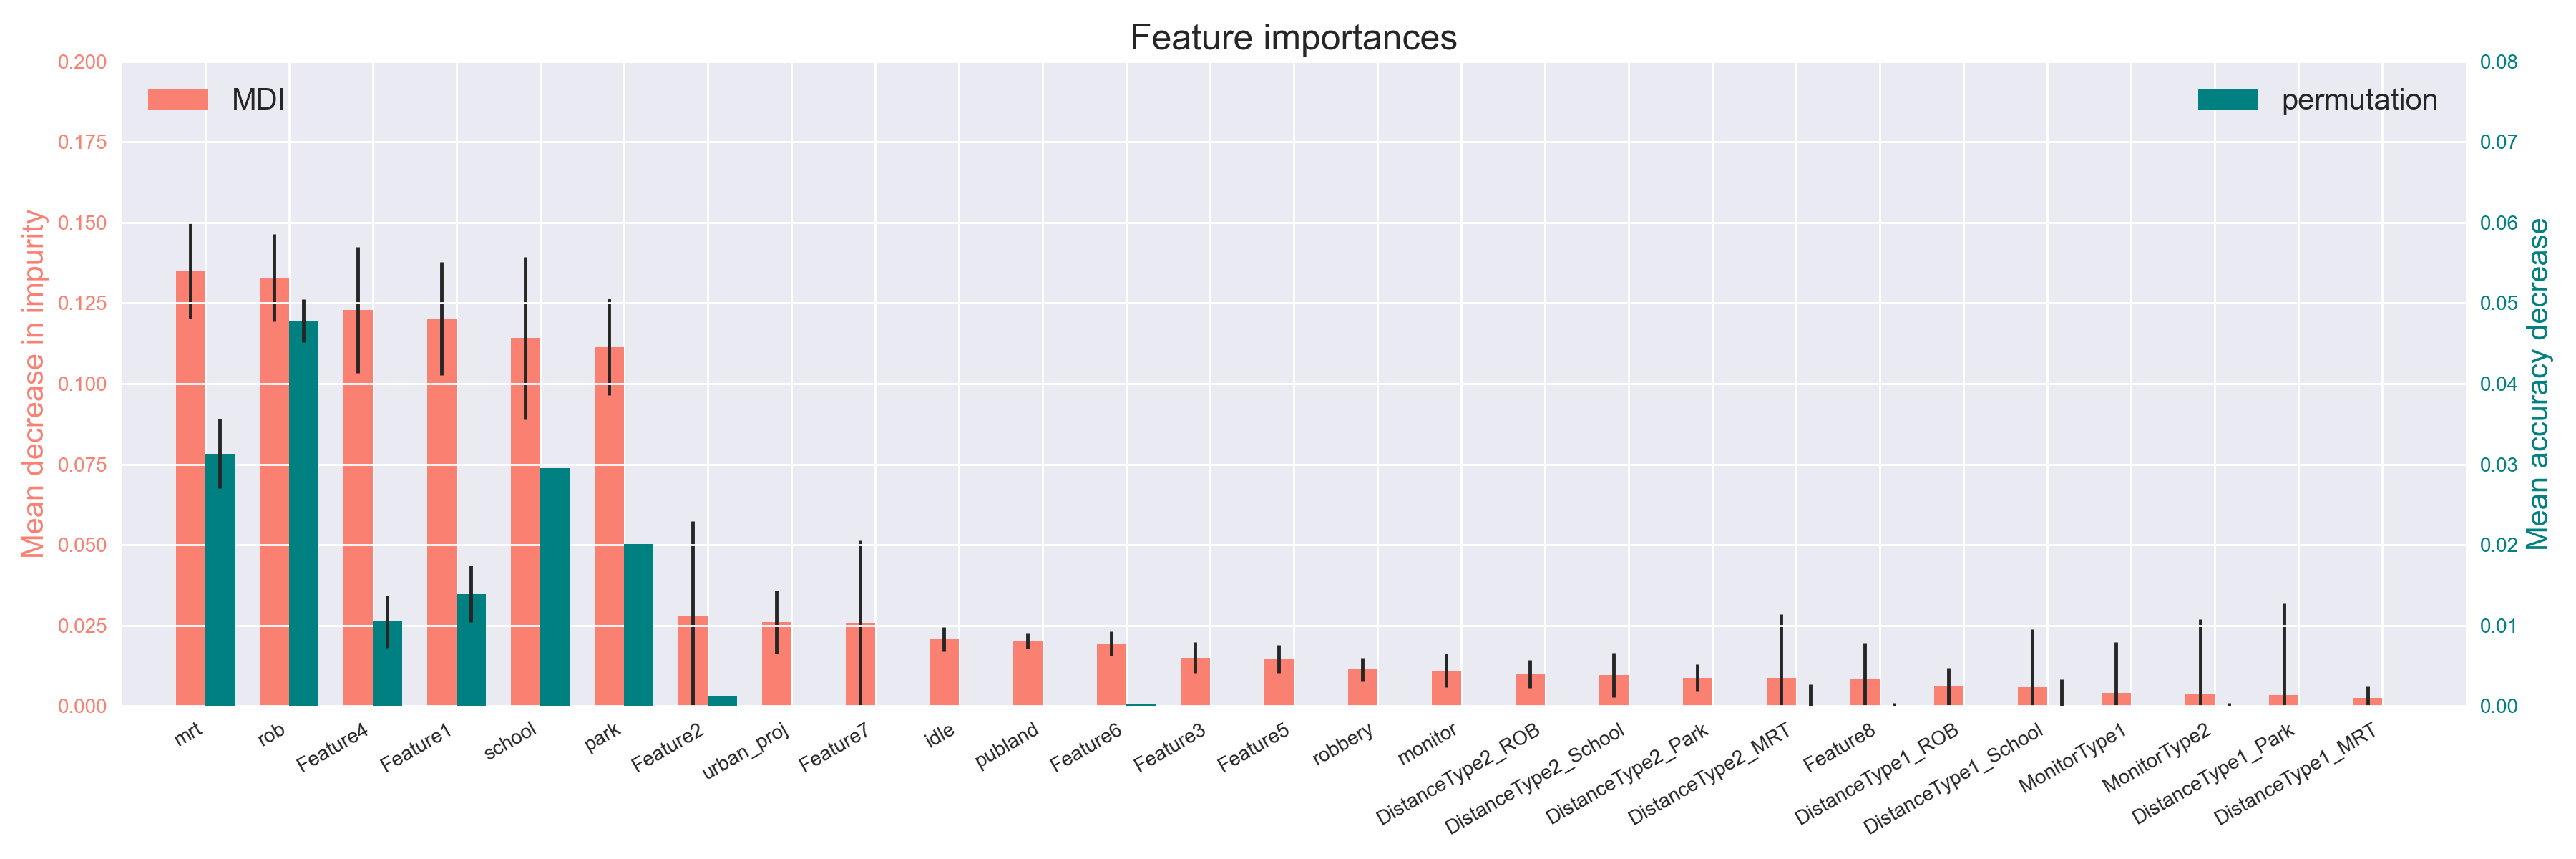 Feature importances
MDI
permutation
Mean decrease in impurity
0.200
0.175
0.150
0.125
0.100
0.075
0.050
0.025
0.000
0.08
0.07
0.06
0.05
0.04
0.03
0.02
0.01
0.00
Mean accuracy decrease
mrt
rob
Feature4
Feature1
school
park
Feature2
urban_proj
Feature7
idle
publand
Feature6
Feature3
Feature5
robbery
monitor
DistanceType2_ROB
DistanceType2_School
DistanceType2_Park
DistanceType2_MRT
Feature8
DistanceType1_ROB
DistanceType1_School
MonitorType1
MonitorType2
DistanceType1_Park
DistanceType1_MRT